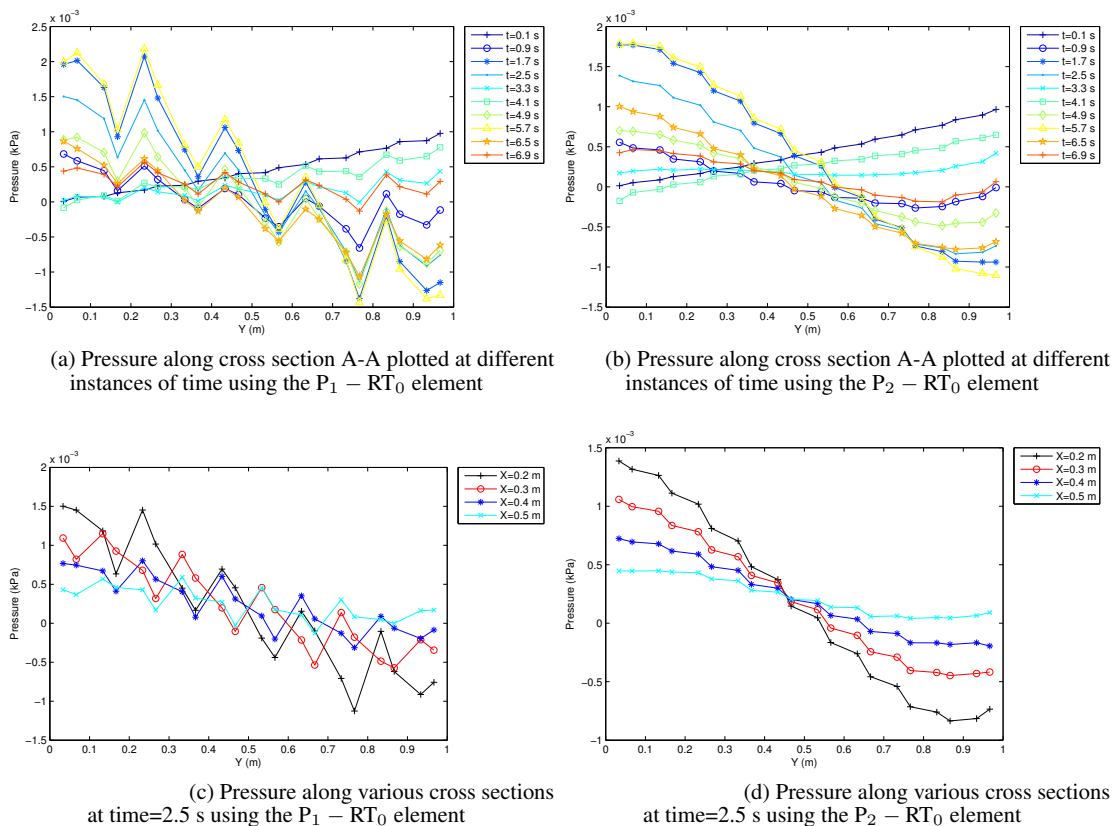 x 10⁻³
2.5
2
1.5
1
0.5
0
−0.5
−1
−1.5
Pressure (kPa)
0 0.1 0.2 0.3 0.4 0.5 0.6 0.7 0.8 0.9 1
Y (m)
t=0.1 s
t=0.9 s
t=1.7 s
t=2.5 s
t=3.3 s
t=4.1 s
t=4.9 s
t=5.7 s
t=6.5 s
t=6.9 s
(a) Pressure along cross section A-A plotted at different
instances of time using the P₁ − RT₀ element
x 10⁻³
2.5
2
1.5
1
0.5
0
−0.5
−1
−1.5
Pressure (kPa)
0 0.1 0.2 0.3 0.4 0.5 0.6 0.7 0.8 0.9 1
Y (m)
t=0.1 s
t=0.9 s
t=1.7 s
t=2.5 s
t=3.3 s
t=4.1 s
t=4.9 s
t=5.7 s
t=6.5 s
t=6.9 s
(b) Pressure along cross section A-A plotted at different
instances of time using the P₂ − RT₀ element
x 10⁻³
2
1.5
1
0.5
0
−0.5
−1
−1.5
Pressure (kPa)
0 0.1 0.2 0.3 0.4 0.5 0.6 0.7 0.8 0.9 1
Y (m)
X=0.2 m
X=0.3 m
X=0.4 m
X=0.5 m
(c) Pressure along various cross sections
at time=2.5 s using the P₁ − RT₀ element
x 10⁻³
1.5
1
0.5
0
−0.5
−1
Pressure (kPa)
0 0.1 0.2 0.3 0.4 0.5 0.6 0.7 0.8 0.9 1
Y (m)
X=0.2 m
X=0.3 m
X=0.4 m
X=0.5 m
(d) Pressure along various cross sections
at time=2.5 s using the P₂ − RT₀ element